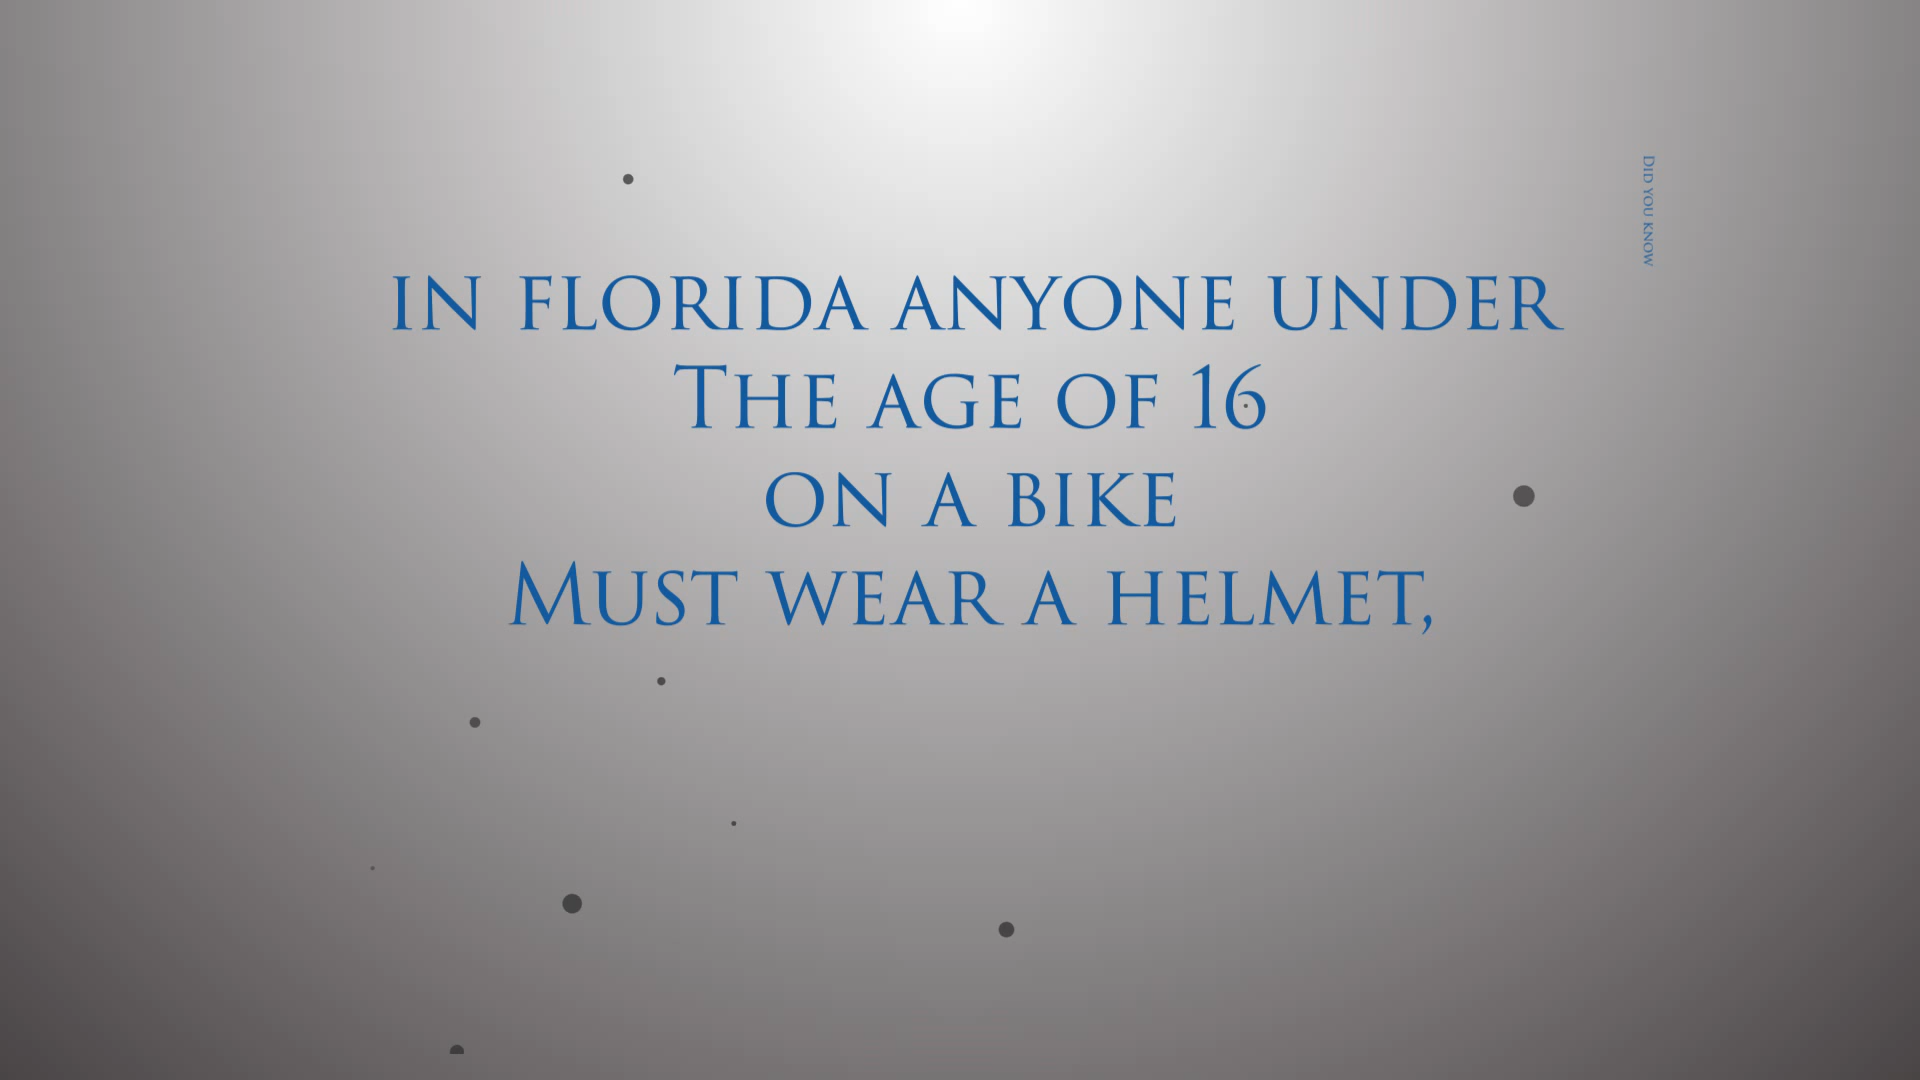 Did you know
in florida anyone under
The age of 16
on a bike
Must wear a helmet,